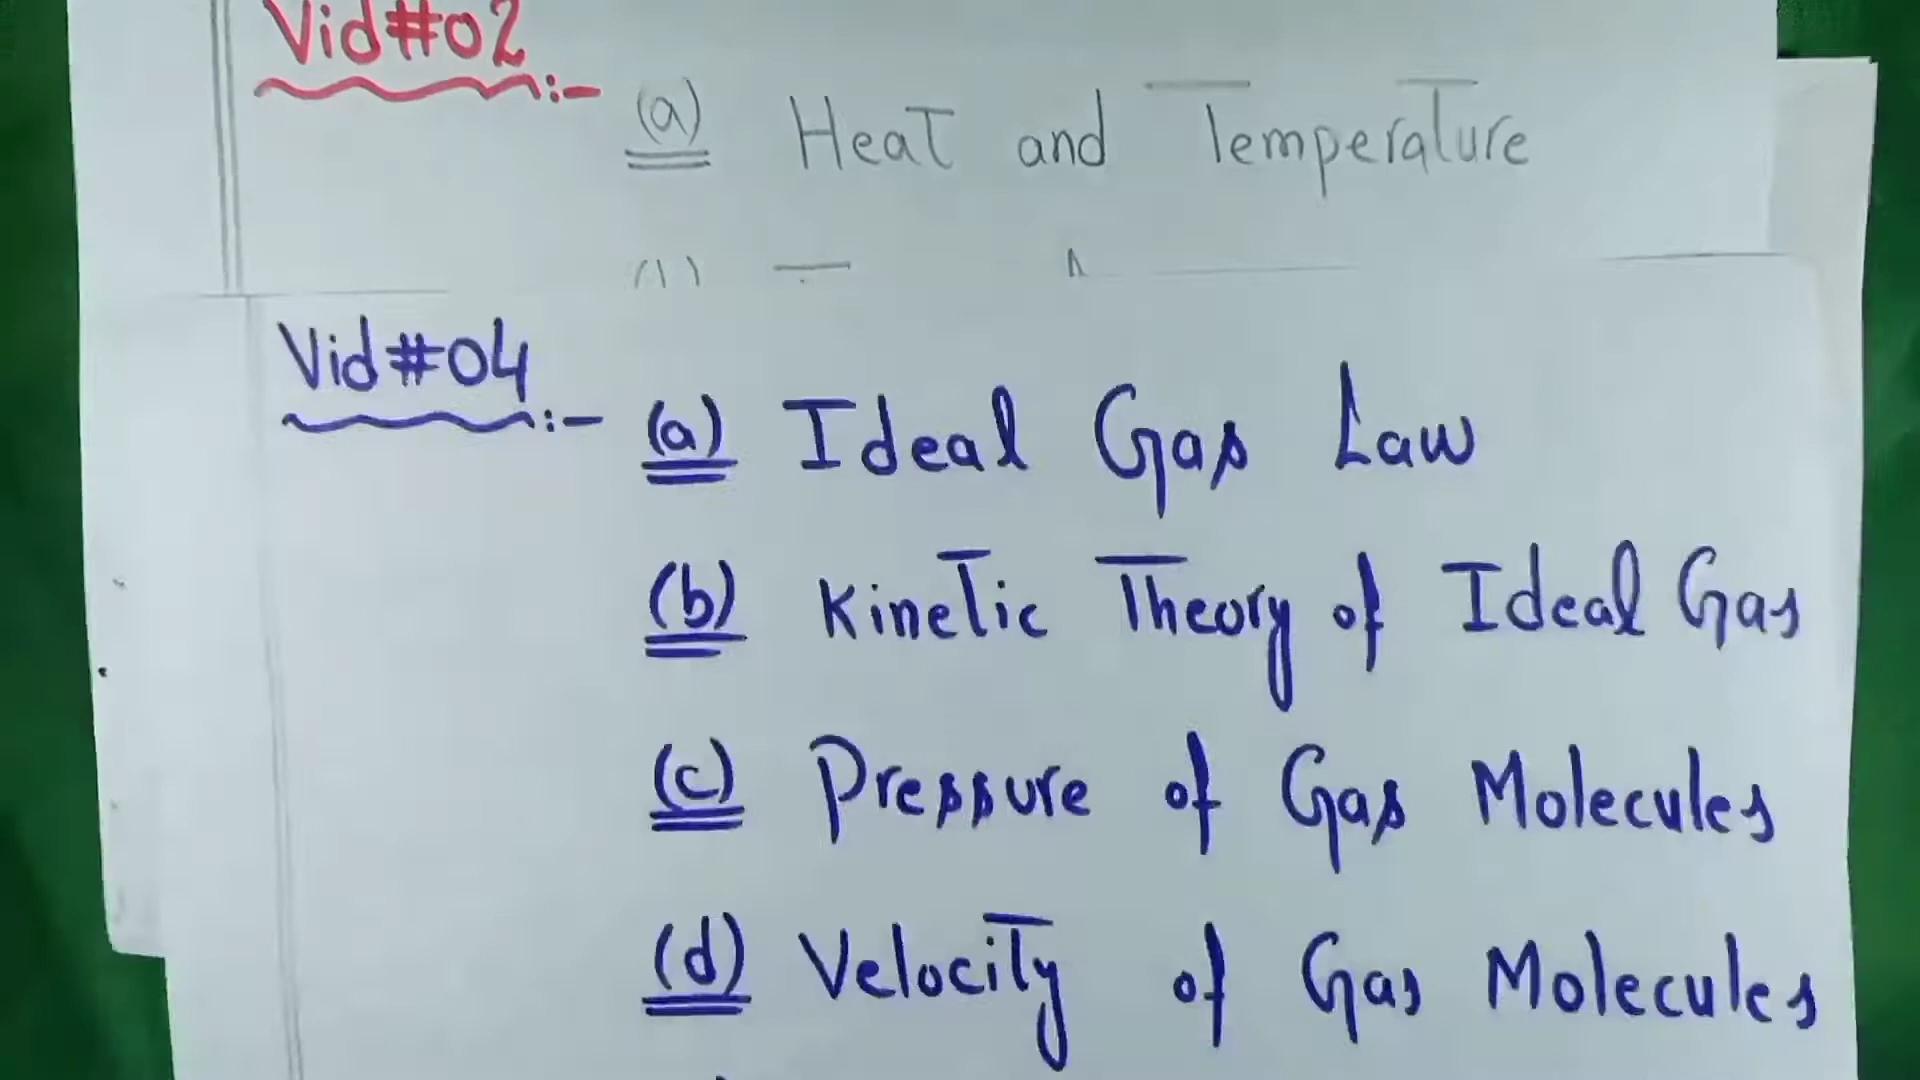 Vid#02
:- (a) Heat and Temperature
Vid#04
:- (a) Ideal Gas Law
(b) Kinetic Theory of Ideal Gas
(c) Pressure of Gas Molecules
(d) Velocity of Gas Molecules